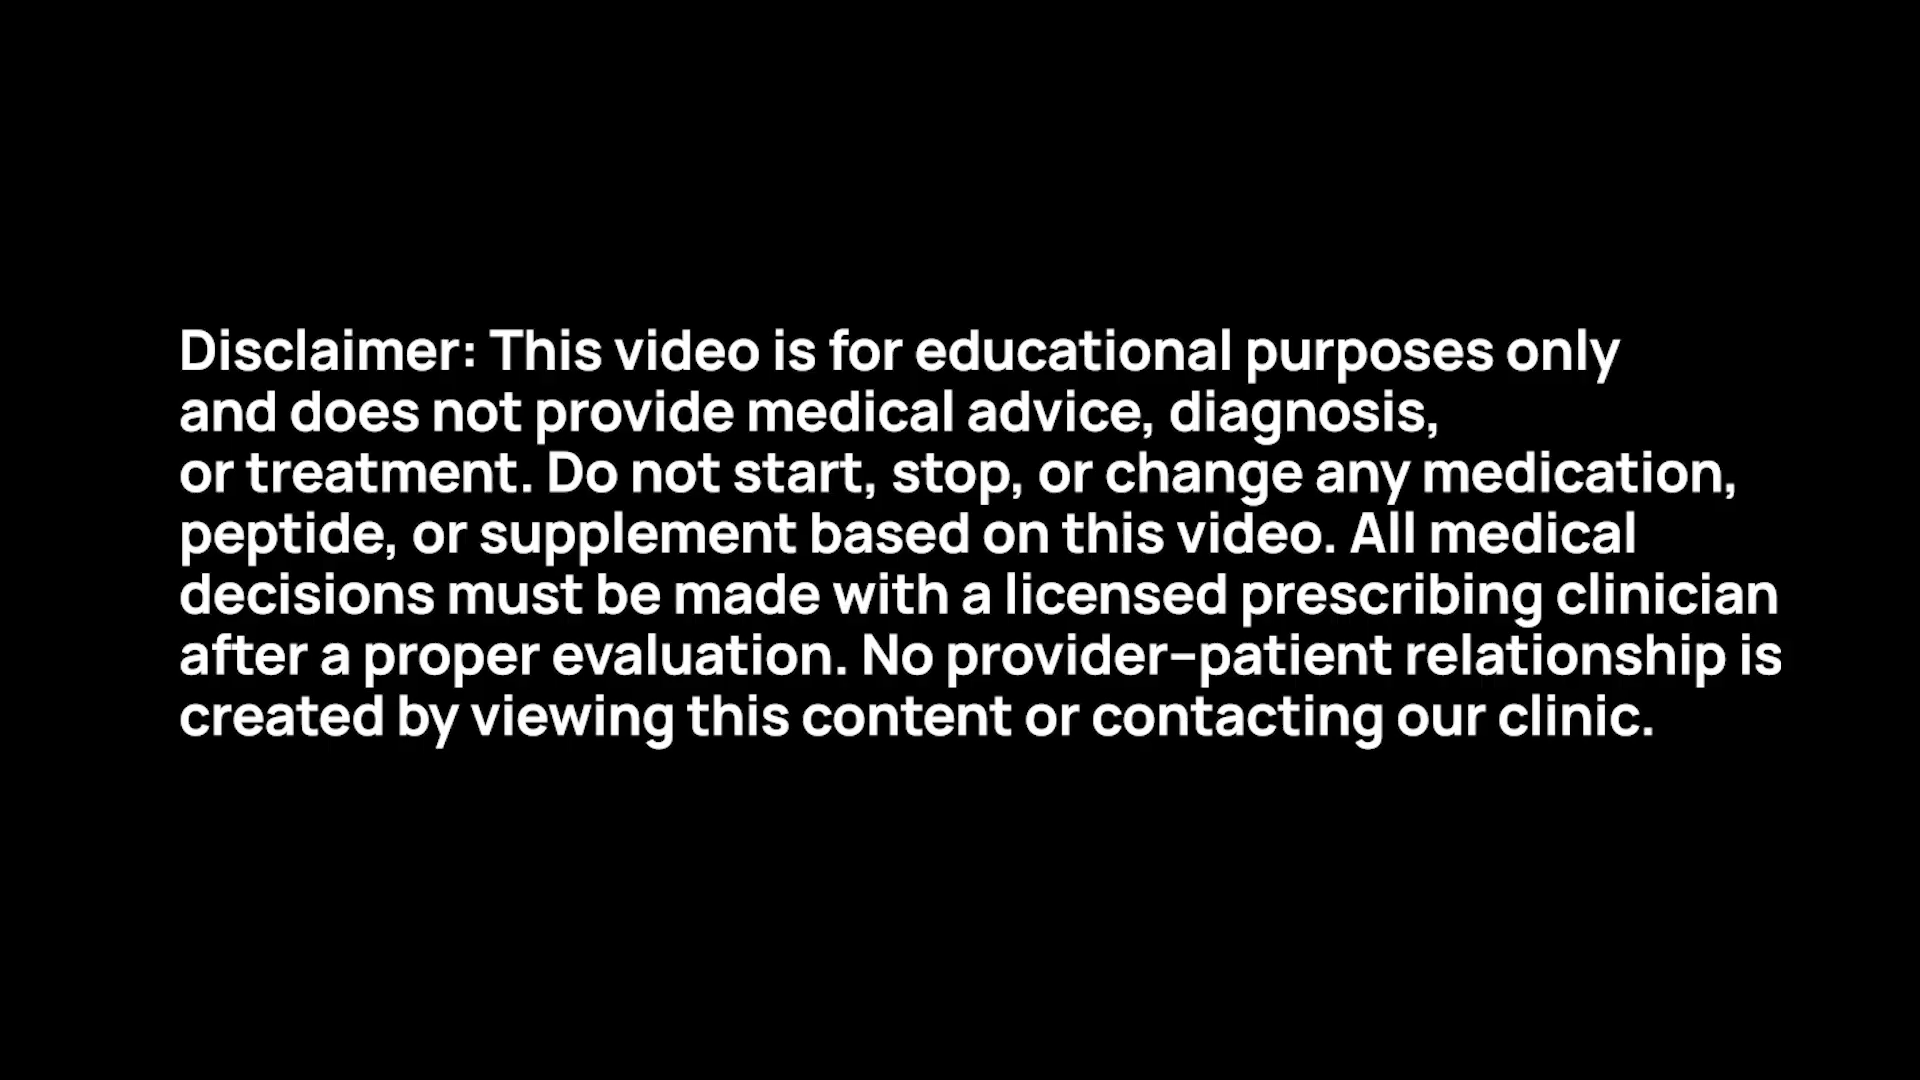 Disclaimer: This video is for educational purposes only
and does not provide medical advice, diagnosis,
or treatment. Do not start, stop, or change any medication,
peptide, or supplement based on this video. All medical
decisions must be made with a licensed prescribing clinician
after a proper evaluation. No provider–patient relationship is
created by viewing this content or contacting our clinic.